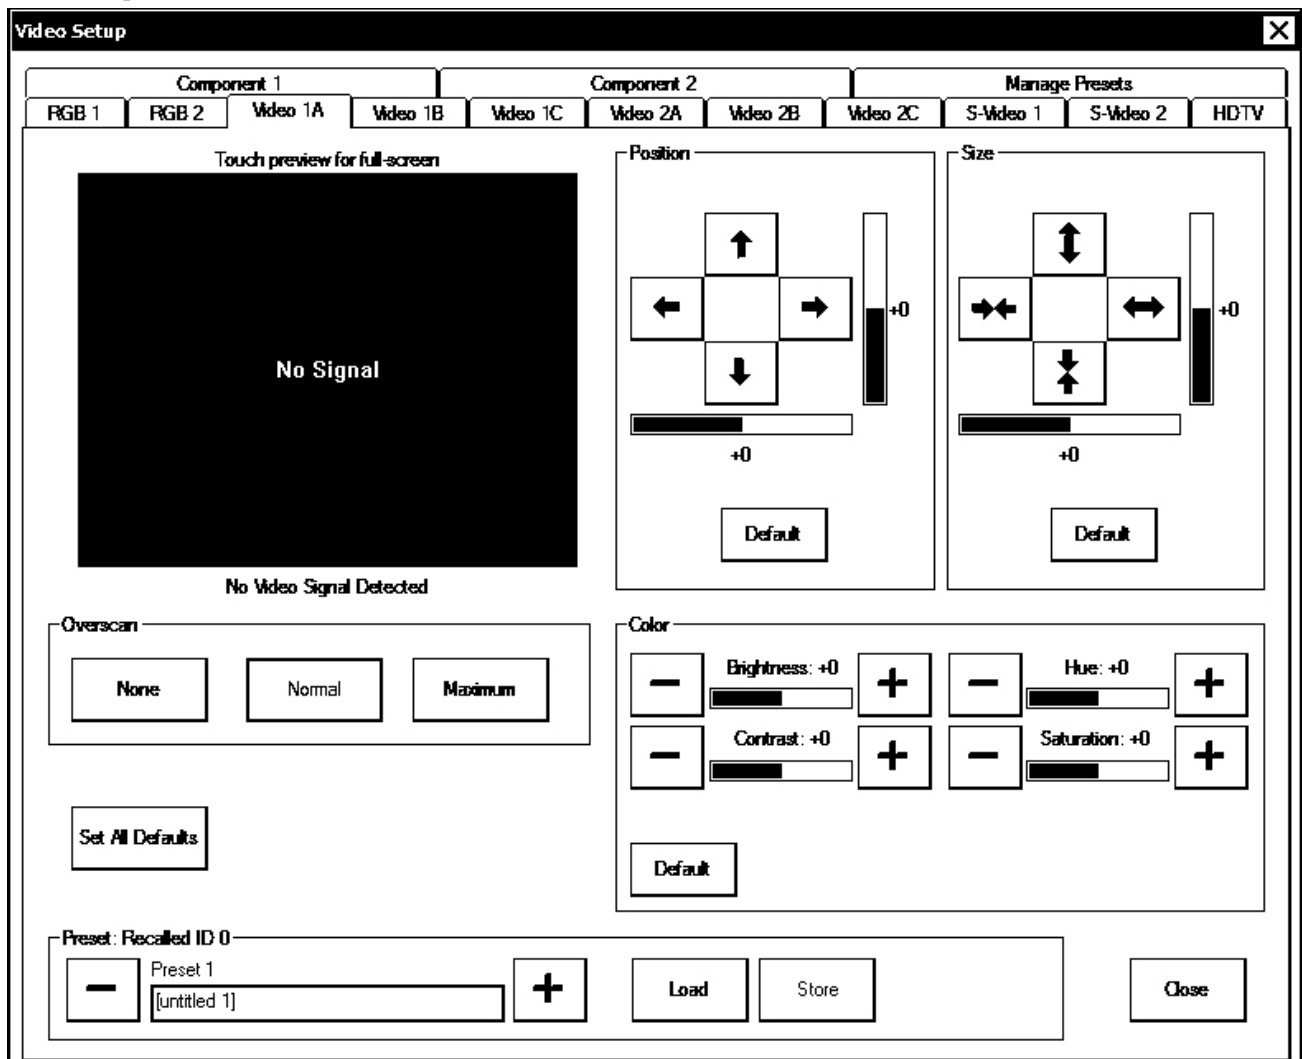 Video Setup
Component 1 Component 2 Manage Presets
RGB 1 RGB 2 Video 1A Video 1B Video 1C Video 2A Video 2B Video 2C S-Video 1 S-Video 2 HDTV
Touch preview for full-screen
No Signal
No Video Signal Detected
Position
+0
+0
Default
Size
+0
+0
Default
Overscan
None Normal Maximum
Set All Defaults
Color
Brightness: +0 Hue: +0
Contrast: +0 Saturation: +0
Default
Preset: Recalled ID 0
Preset 1
[untitled 1]
Load Store
Close